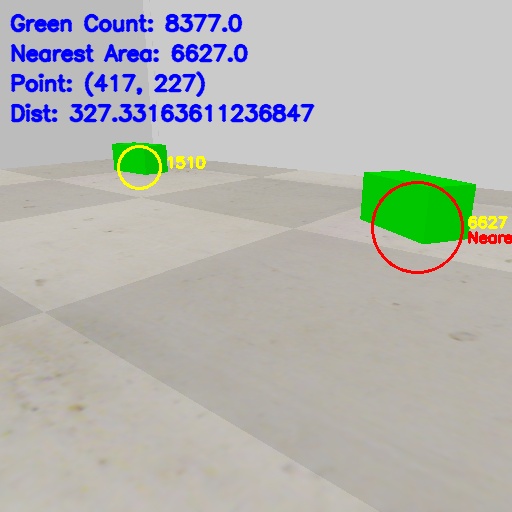 Green Count: 8377.0
Nearest Area: 6627.0
Point: (417, 227)
Dist: 327.33163611236847
1510
6627
Neare